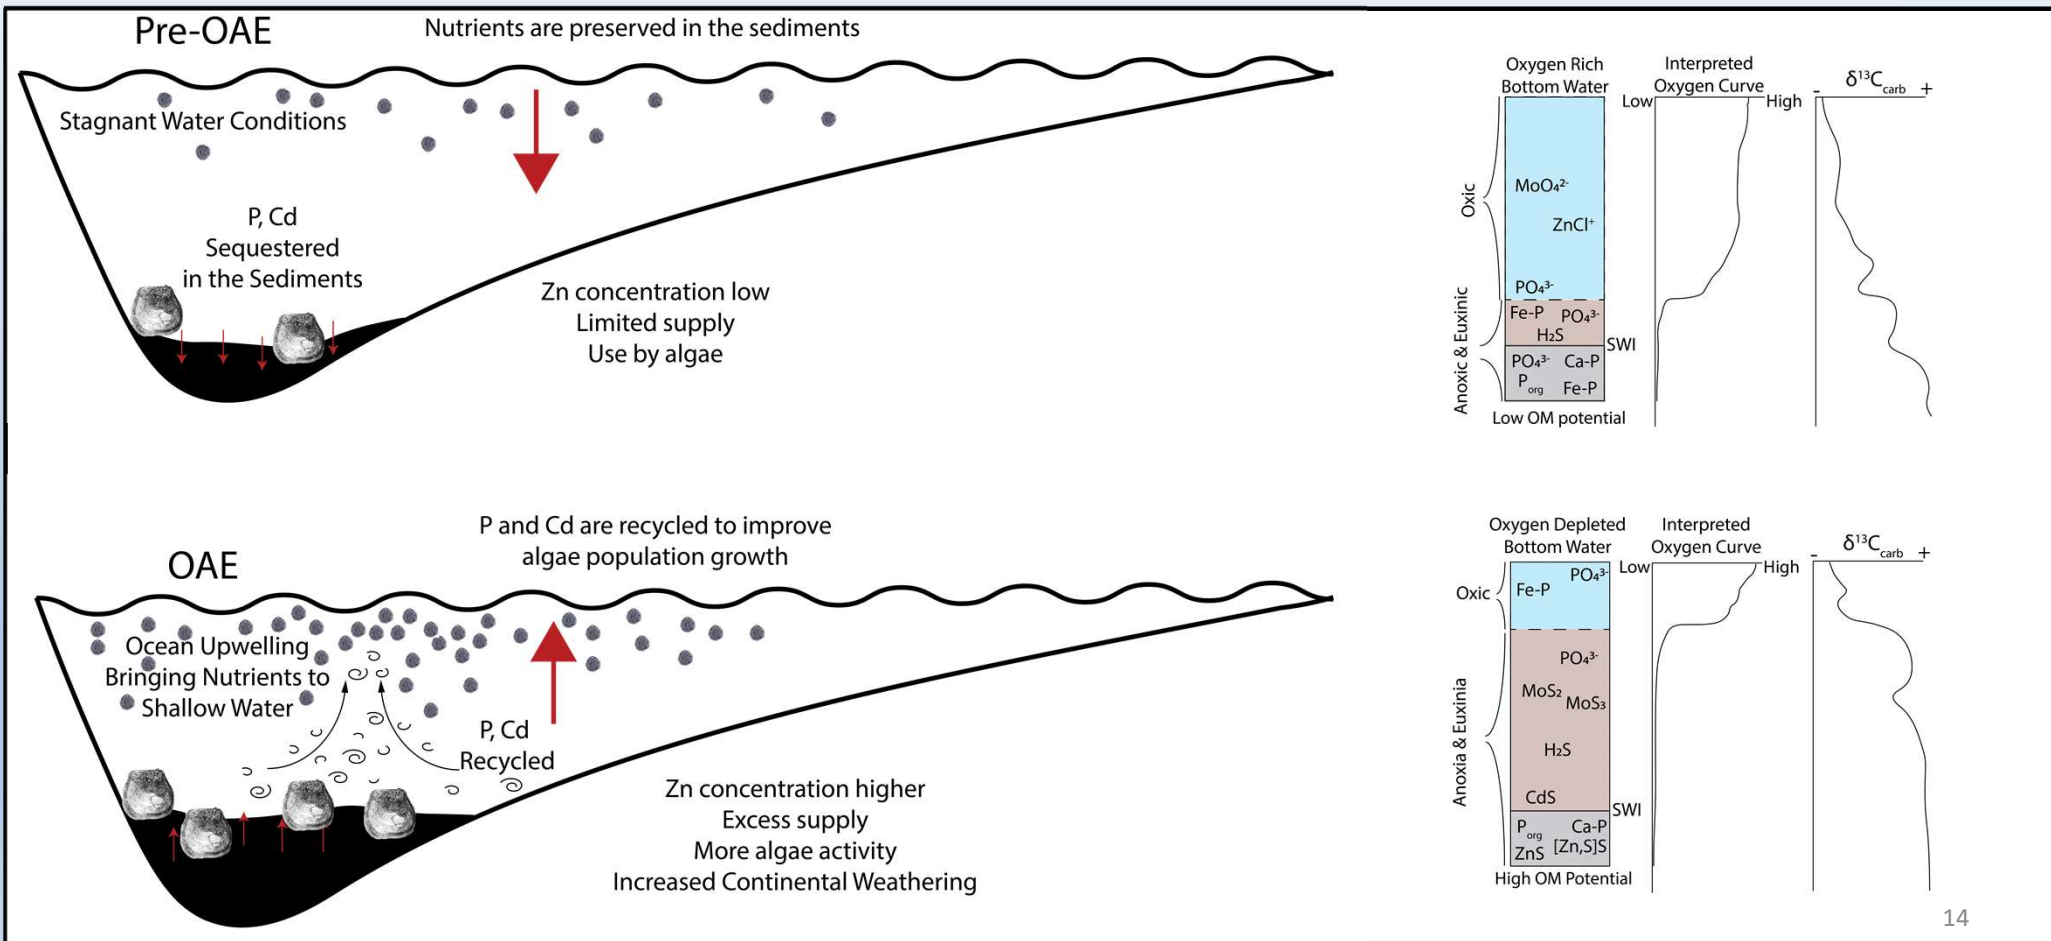 Pre-OAE
Nutrients are preserved in the sediments
Stagnant Water Conditions
P, Cd
Sequestered
in the Sediments
Zn concentration low
Limited supply
Use by algae
Oxygen Rich
Bottom Water
Interpreted
Oxygen Curve
Low
High
δ¹³Ccarb
- +
Oxic
MoO₄²⁻
ZnCl⁺
PO₄³⁻
Anoxic & Euxinic
Fe-P PO₄³⁻
H₂S
SWI
PO₄³⁻ Ca-P
Porg Fe-P
Low OM potential
OAE
P and Cd are recycled to improve
algae population growth
Ocean Upwelling
Bringing Nutrients to
Shallow Water
P, Cd
Recycled
Zn concentration higher
Excess supply
More algae activity
Increased Continental Weathering
Oxygen Depleted
Bottom Water
Interpreted
Oxygen Curve
Low
High
δ¹³Ccarb
- +
Oxic
PO₄³⁻
Fe-P
Anoxia & Euxinia
PO₄³⁻
MoS₂
MoS₃
H₂S
CdS
SWI
Porg Ca-P
ZnS [Zn,S]S
High OM Potential
14